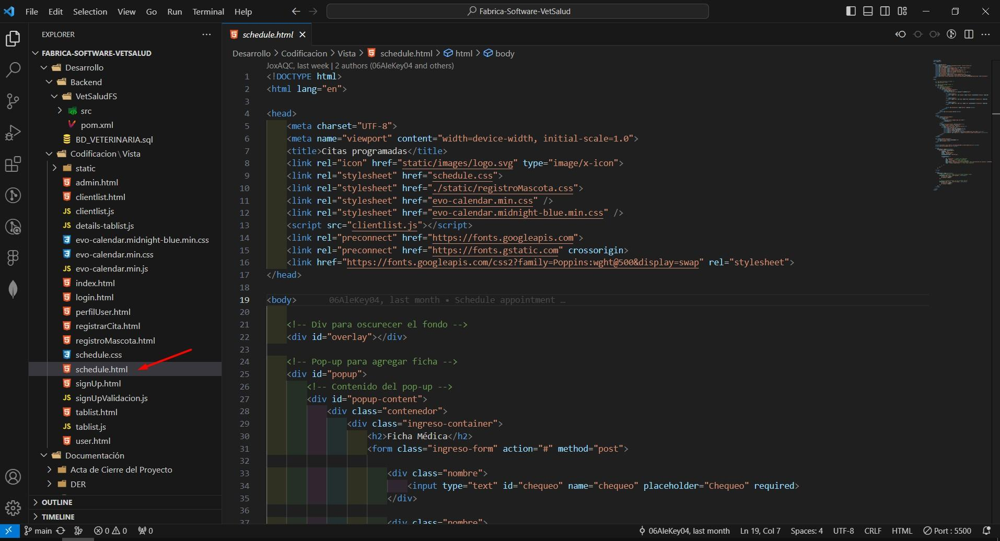 File Edit Selection View Go Run Terminal Help
Fabrica-Software-VetSalud
EXPLORER
FABRICA-SOFTWARE-VETSALUD
Desarrollo
Backend
VetSaludFS
src
pom.xml
BD_VETERINARIA.sql
Codificacion\Vista
static
admin.html
clientlist.html
clientlist.js
details-tablist.js
evo-calendar.midnight-blue.min.css
evo-calendar.min.css
evo-calendar.min.js
index.html
login.html
perfilUser.html
registrarCita.html
registroMascota.html
schedule.css
schedule.html
signUp.html
signUpValidacion.js
tablist.html
tablist.js
user.html
Documentación
Acta de Cierre del Proyecto
DER
OUTLINE
TIMELINE
schedule.html
Desarrollo > Codificacion > Vista > schedule.html > html > body
JoxAQC, last week | 2 authors (06AleKey04 and others)
1 <!DOCTYPE html>
2 <html lang="en">
3
4 <head>
5 <meta charset="UTF-8">
6 <meta name="viewport" content="width=device-width, initial-scale=1.0">
7 <title>Citas programadas</title>
8 <link rel="icon" href="static/images/logo.svg" type="image/x-icon">
9 <link rel="stylesheet" href="schedule.css">
10 <link rel="stylesheet" href="./static/registroMascota.css">
11 <link rel="stylesheet" href="evo-calendar.min.css" />
12 <link rel="stylesheet" href="evo-calendar.midnight-blue.min.css" />
13 <script src="clientlist.js"></script>
14 <link rel="preconnect" href="https://fonts.googleapis.com">
15 <link rel="preconnect" href="https://fonts.gstatic.com" crossorigin>
16 <link href="https://fonts.googleapis.com/css2?family=Poppins:wght@500&display=swap" rel="stylesheet">
17 </head>
18
19 <body> 06AleKey04, last month • Schedule appointment …
20
21 <!-- Div para oscurecer el fondo -->
22 <div id="overlay"></div>
23
24 <!-- Pop-up para agregar ficha -->
25 <div id="popup">
26 <!-- Contenido del pop-up -->
27 <div id="popup-content">
28 <div class="contenedor">
29 <div class="ingreso-container">
30 <h2>Ficha Médica</h2>
31 <form class="ingreso-form" action="#" method="post">
32
33 <div class="nombre">
34 <input type="text" id="chequeo" name="chequeo" placeholder="Chequeo" required>
35 </div>
36
37 <div class="nombre">
main 0 0 0 06AleKey04, last month Ln 19, Col 7 Spaces: 4 UTF-8 CRLF HTML Port : 5500